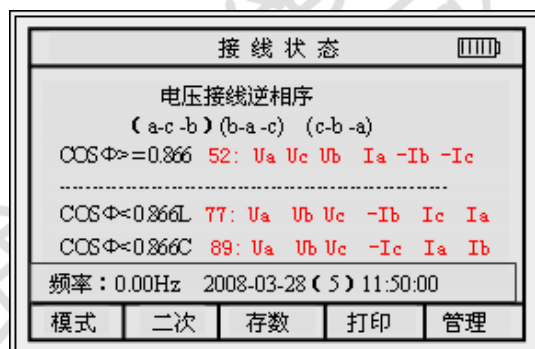 接线状态
电压接线逆相序
(a-c-b)(b-a-c) (c-b-a)
COSΦ>=0.866 52: Ua Uc Ub Ia -Ib -Ic
COSΦ<0.866L 77: Ua Ub Uc -Ib Ic Ia
COSΦ<0.866C 89: Ua Ub Uc -Ic Ia Ib
频率：0.00Hz 2008-03-28(5)11:50:00
模式 二次 存数 打印 管理